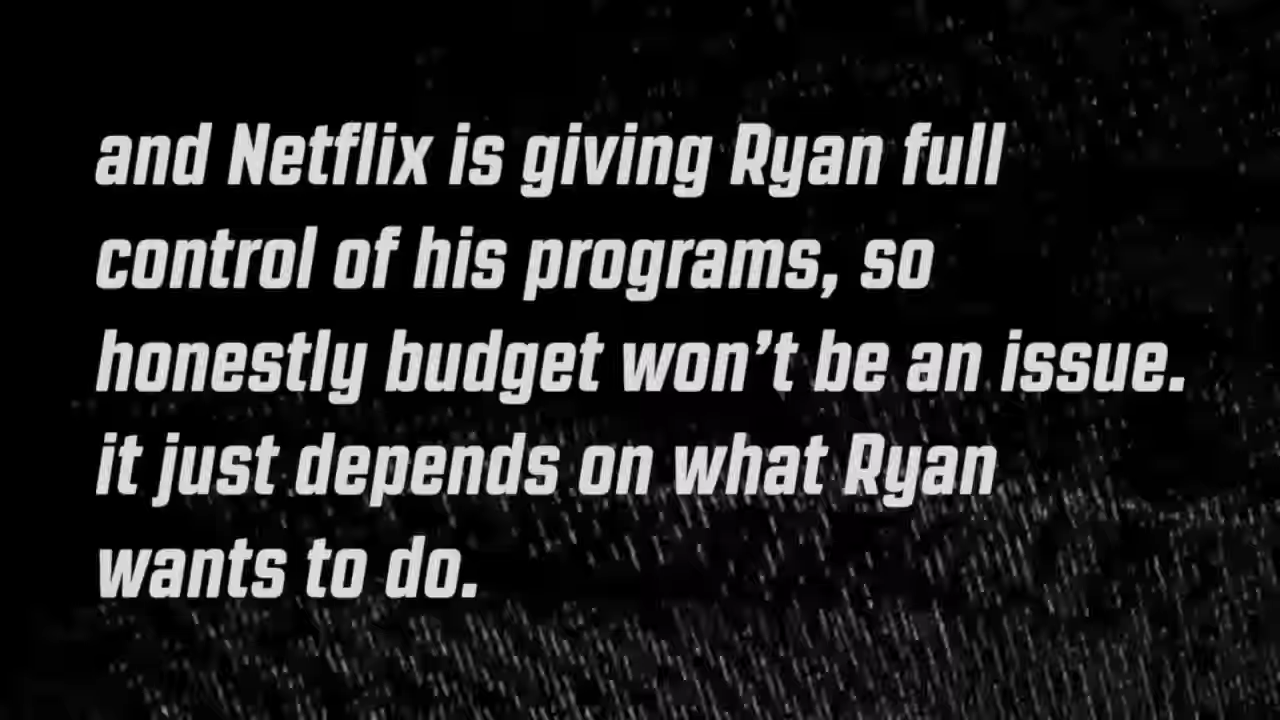 and Netflix is giving Ryan full
control of his programs, so
honestly budget won’t be an issue.
it just depends on what Ryan
wants to do.